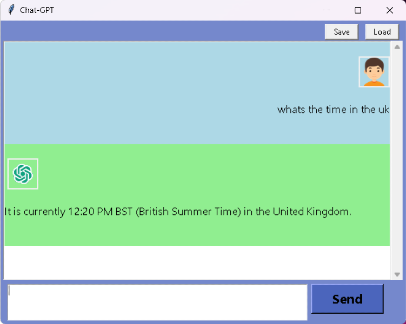 Chat-GPT
Save Load
whats the time in the uk
It is currently 12:20 PM BST (British Summer Time) in the United Kingdom.
Send